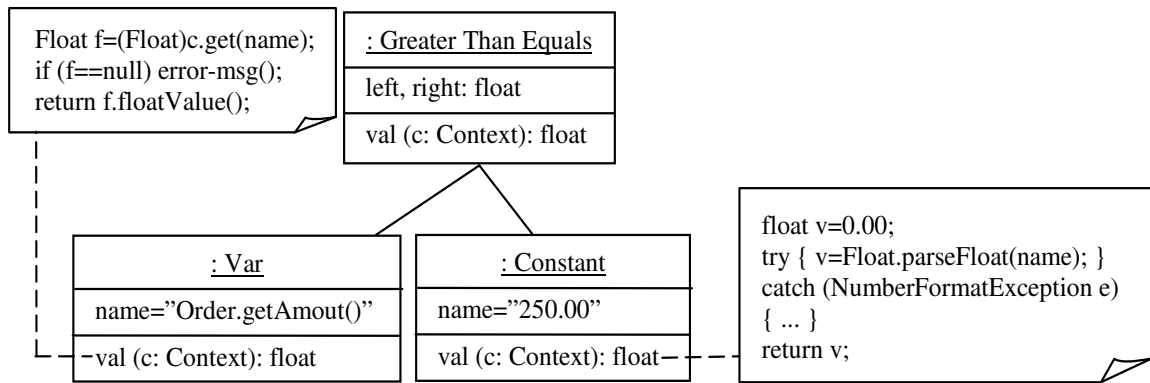 Float f=(Float)c.get(name);
if (f==null) error-msg();
return f.floatValue();
: Greater Than Equals
left, right: float
val (c: Context): float
: Var
name=”Order.getAmout()”
val (c: Context): float
: Constant
name=”250.00”
val (c: Context): float
float v=0.00;
try { v=Float.parseFloat(name); }
catch (NumberFormatException e)
{ ... }
return v;